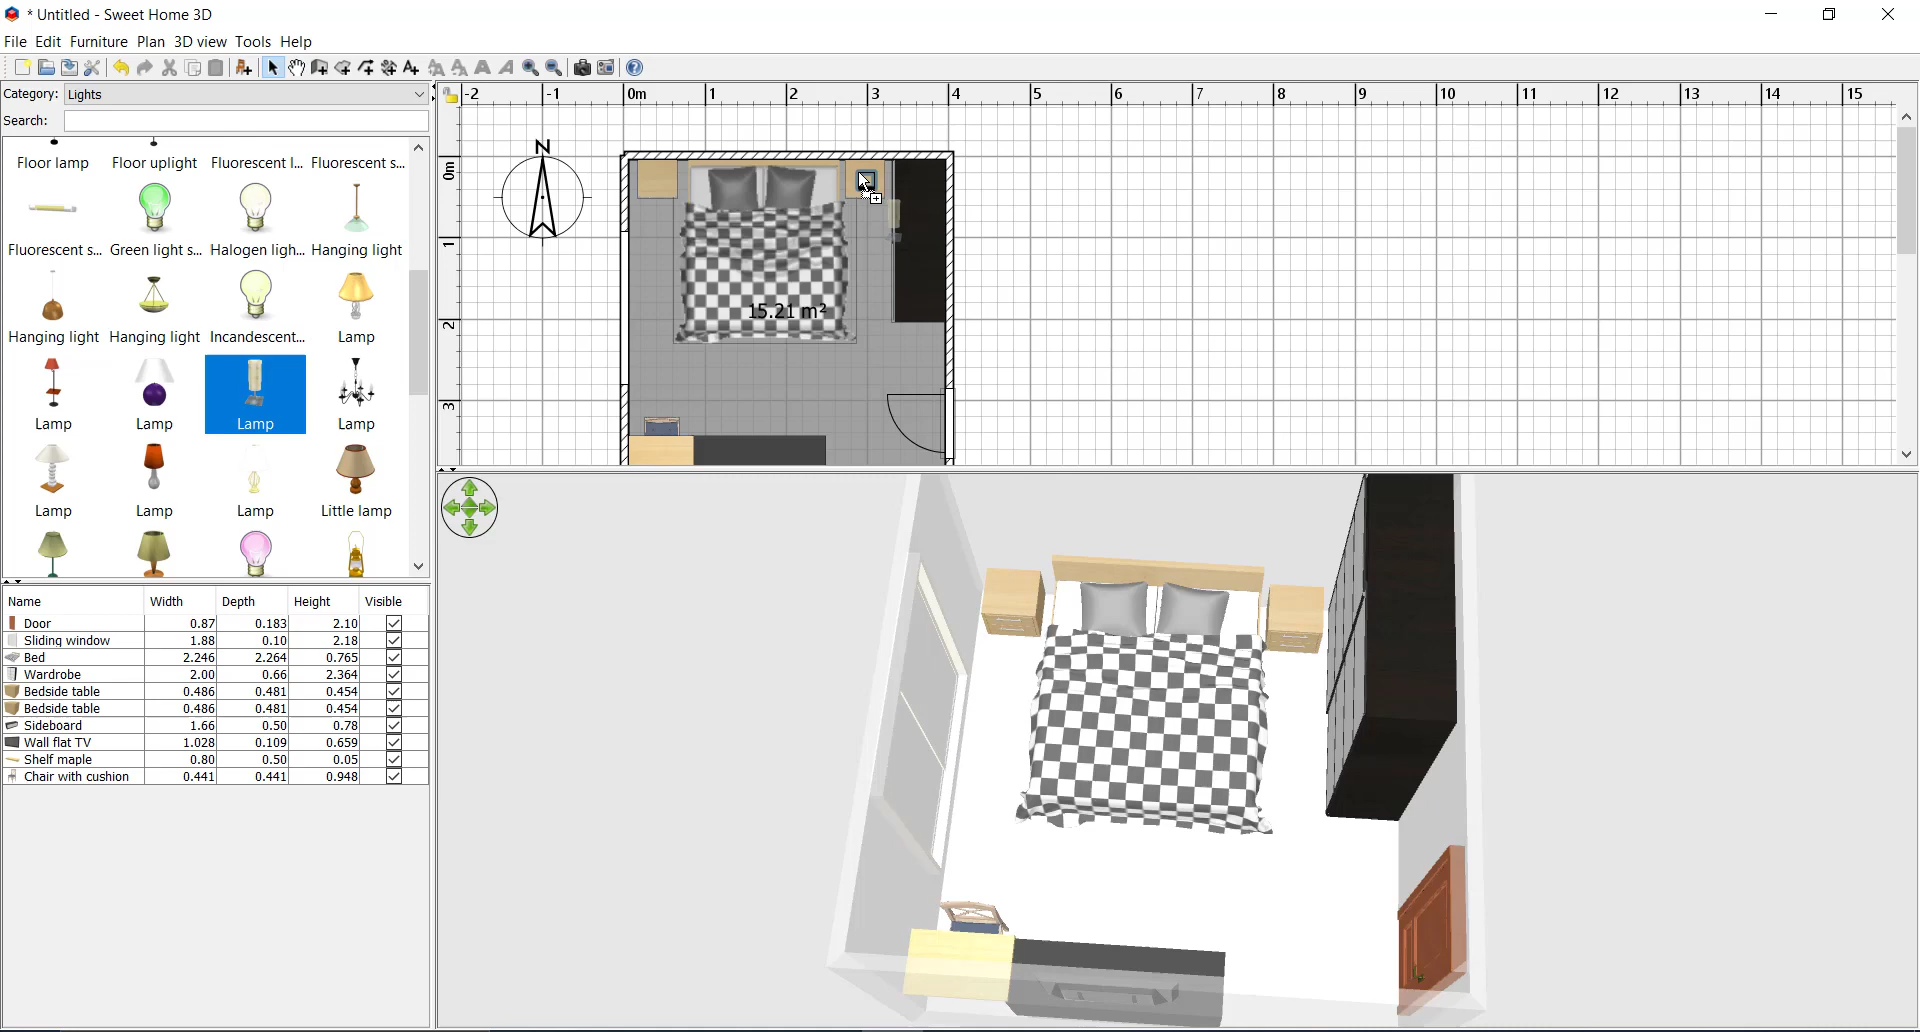 * Untitled - Sweet Home 3D
File Edit Furniture Plan 3D view Tools Help
Category: Lights
Search:
Floor lamp Floor uplight Fluorescent l... Fluorescent s...
Fluorescent s... Green light s... Halogen ligh... Hanging light
Hanging light Hanging light Incandescent... Lamp
Lamp Lamp Lamp Lamp
Lamp Lamp Lamp Little lamp
Name Width Depth Height Visible
Door 0.87 0.183 2.10
Sliding window 1.88 0.10 2.18
Bed 2.246 2.264 0.765
Wardrobe 2.00 0.66 2.364
Bedside table 0.486 0.481 0.454
Bedside table 0.486 0.481 0.454
Sideboard 1.66 0.50 0.78
Wall flat TV 1.028 0.109 0.659
Shelf maple 0.80 0.50 0.05
Chair with cushion 0.441 0.441 0.948
-2 -1 0m 1 2 3 4 5 6 7 8 9 10 11 12 13 14 15
0m
1
2
3
N
15.21 m²